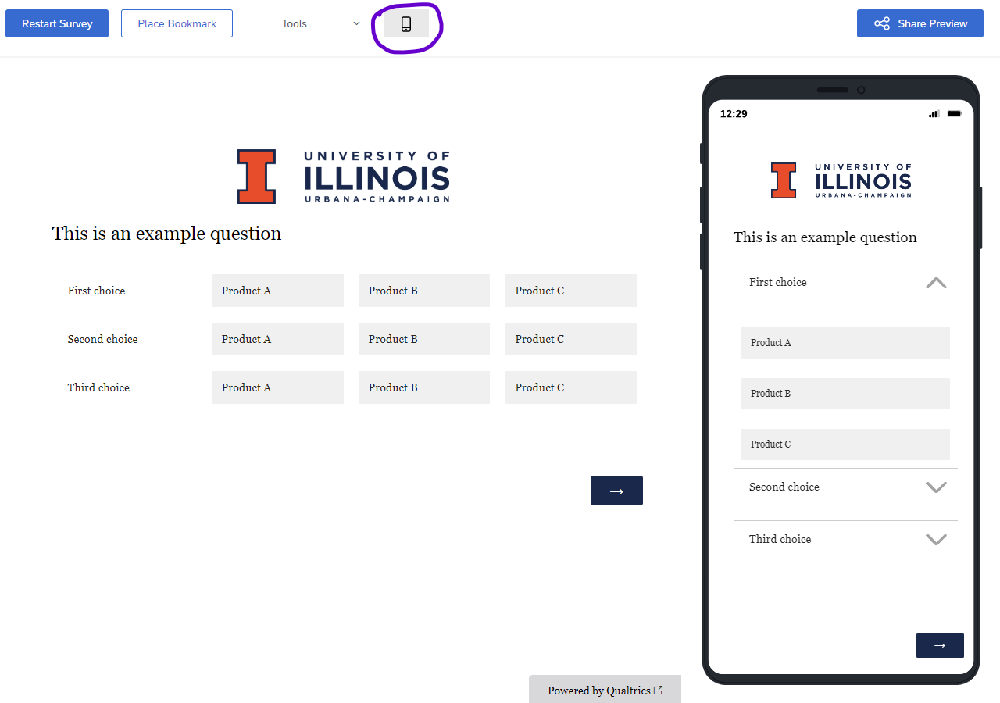 Restart Survey Place Bookmark Tools Share Preview
UNIVERSITY OF
ILLINOIS
URBANA-CHAMPAIGN
This is an example question
First choice Product A Product B Product C
Second choice Product A Product B Product C
Third choice Product A Product B Product C
→
Powered by Qualtrics
12:29
UNIVERSITY OF
ILLINOIS
URBANA-CHAMPAIGN
This is an example question
First choice
Product A
Product B
Product C
Second choice
Third choice
→